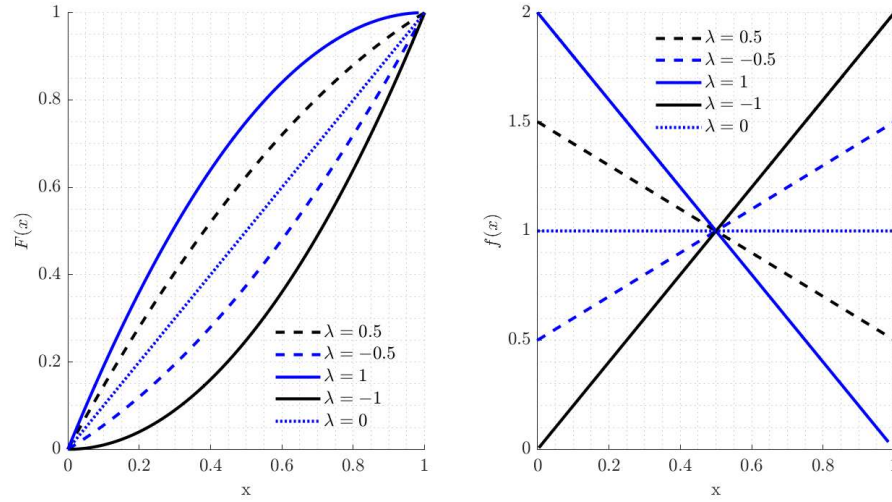 1
0.8
0.6
0.4
0.2
0
F(x)
λ = 0.5
λ = −0.5
λ = 1
λ = −1
λ = 0
0 0.2 0.4 0.6 0.8 1
x
2
1.5
1
0.5
0
f(x)
λ = 0.5
λ = −0.5
λ = 1
λ = −1
λ = 0
0 0.2 0.4 0.6 0.8 1
x